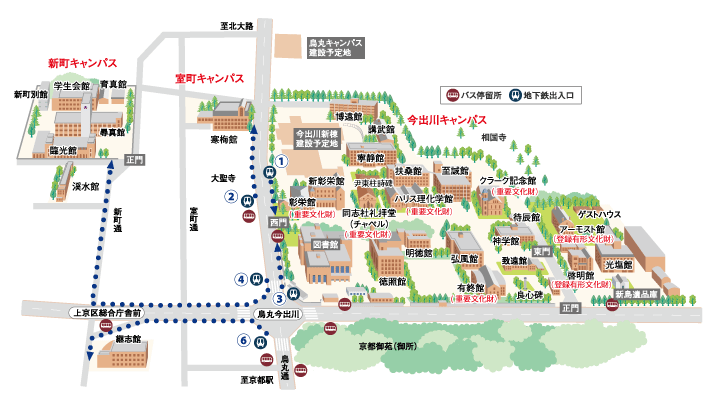 至北大路
烏丸キャンパス
建設予定地
新町キャンパス
室町キャンパス
学生会館
育真館
新町別館
尋真館
臨光館
正門
渓水館
寒梅館
バス停留所
地下鉄出入口
今出川キャンパス
博遠館
講武館
相国寺
今出川新棟
建設予定地
寧静館
扶桑館
至誠館
大聖寺
①
②
新彰栄館
尹東柱詩碑
クラーク記念館
(重要文化財)
ハリス理化学館
(重要文化財)
彰栄館
(重要文化財)
同志社礼拝堂
(チャペル)
(重要文化財)
待辰館
ゲストハウス
アーモスト館
(登録有形文化財)
西門
図書館
明徳館
神学館
弘風館
致遠館
東門
光塩館
新町通
室町通
徳照館
啓明館
(登録有形文化財)
有終館
(重要文化財)
良心碑
新島遺品庫
④
③
正門
上京区総合庁舎前
烏丸今出川
継志館
⑥
烏丸通
至京都駅
京都御苑(御所)